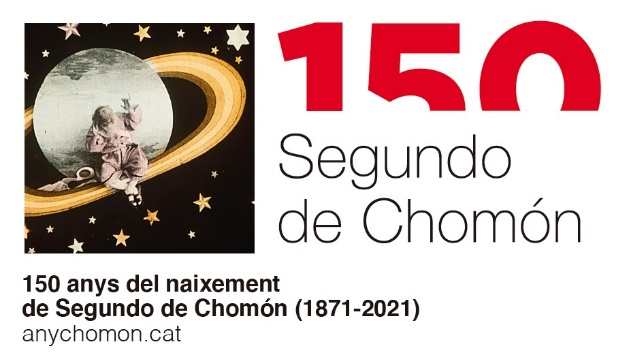 150
Segundo
de Chomón
150 anys del naixement
de Segundo de Chomón (1871-2021)
anychomon.cat